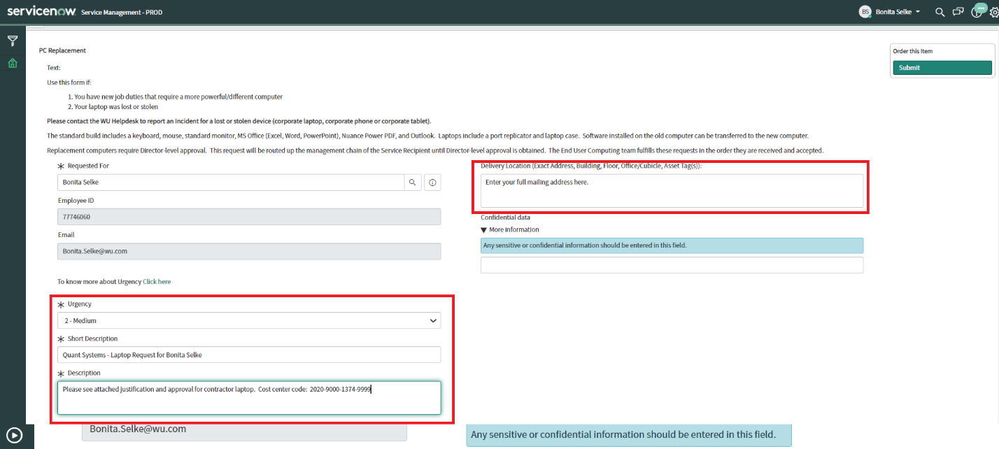 servicenow Service Management - PROD
BS Bonita Selke
PC Replacement
Order this Item
Submit
Text:
Use this form if:
1. You have new job duties that require a more powerful/different computer
2. Your laptop was lost or stolen
Please contact the WU Helpdesk to report an Incident for a lost or stolen device (corporate laptop, corporate phone or corporate tablet).
The standard build includes a keyboard, mouse, standard monitor, MS Office (Excel, Word, PowerPoint), Nuance Power PDF, and Outlook. Laptops include a port replicator and laptop case. Software installed on the old computer can be transferred to the new computer.
Replacement computers require Director-level approval. This request will be routed up the management chain of the Service Recipient until Director-level approval is obtained. The End User Computing team fulfills these requests in the order they are received and accepted.
Requested For
Bonita Selke
Employee ID
77746060
Email
Bonita.Selke@wu.com
To know more about Urgency Click here
Urgency
2 - Medium
Short Description
Quant Systems - Laptop Request for Bonita Selke
Description
Please see attached justification and approval for contractor laptop. Cost center code: 2020-9000-1374-9999
Delivery Location (Exact Address, Building, Floor, Office/Cubicle, Asset Tag(s)):
Enter your full mailing address here.
Confidential data
More information
Any sensitive or confidential information should be entered in this field.
Bonita.Selke@wu.com
Any sensitive or confidential information should be entered in this field.